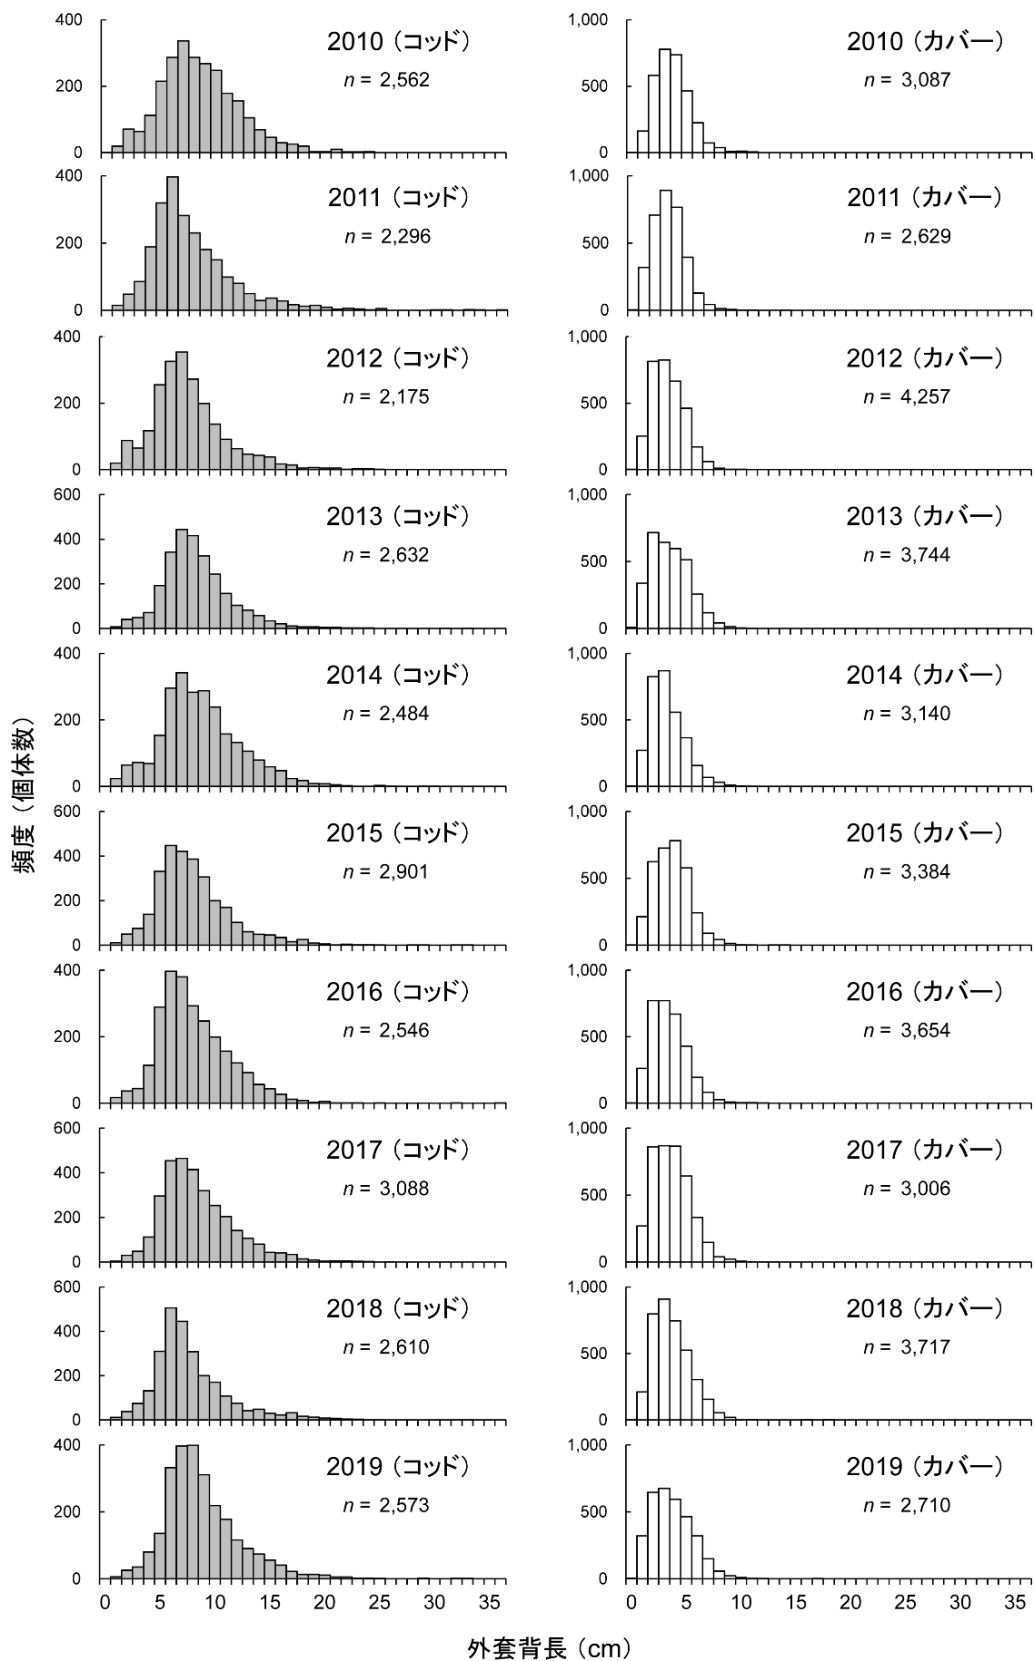 400
200
0
2010 (コッド)
n = 2,562
1,000
500
0
2010 (カバー)
n = 3,087
400
200
0
2011 (コッド)
n = 2,296
1,000
500
0
2011 (カバー)
n = 2,629
400
200
0
2012 (コッド)
n = 2,175
1,000
500
0
2012 (カバー)
n = 4,257
600
400
200
0
2013 (コッド)
n = 2,632
1,000
500
0
2013 (カバー)
n = 3,744
400
200
0
2014 (コッド)
n = 2,484
1,000
500
0
2014 (カバー)
n = 3,140
頻度 (個体数)
600
400
200
0
2015 (コッド)
n = 2,901
1,000
500
0
2015 (カバー)
n = 3,384
400
200
0
2016 (コッド)
n = 2,546
1,000
500
0
2016 (カバー)
n = 3,654
600
400
200
0
2017 (コッド)
n = 3,088
1,000
500
0
2017 (カバー)
n = 3,006
600
400
200
0
2018 (コッド)
n = 2,610
1,000
500
0
2018 (カバー)
n = 3,717
400
200
0
2019 (コッド)
n = 2,573
1,000
500
0
2019 (カバー)
n = 2,710
0 5 10 15 20 25 30 35
0 5 10 15 20 25 30 35
外套背長 (cm)